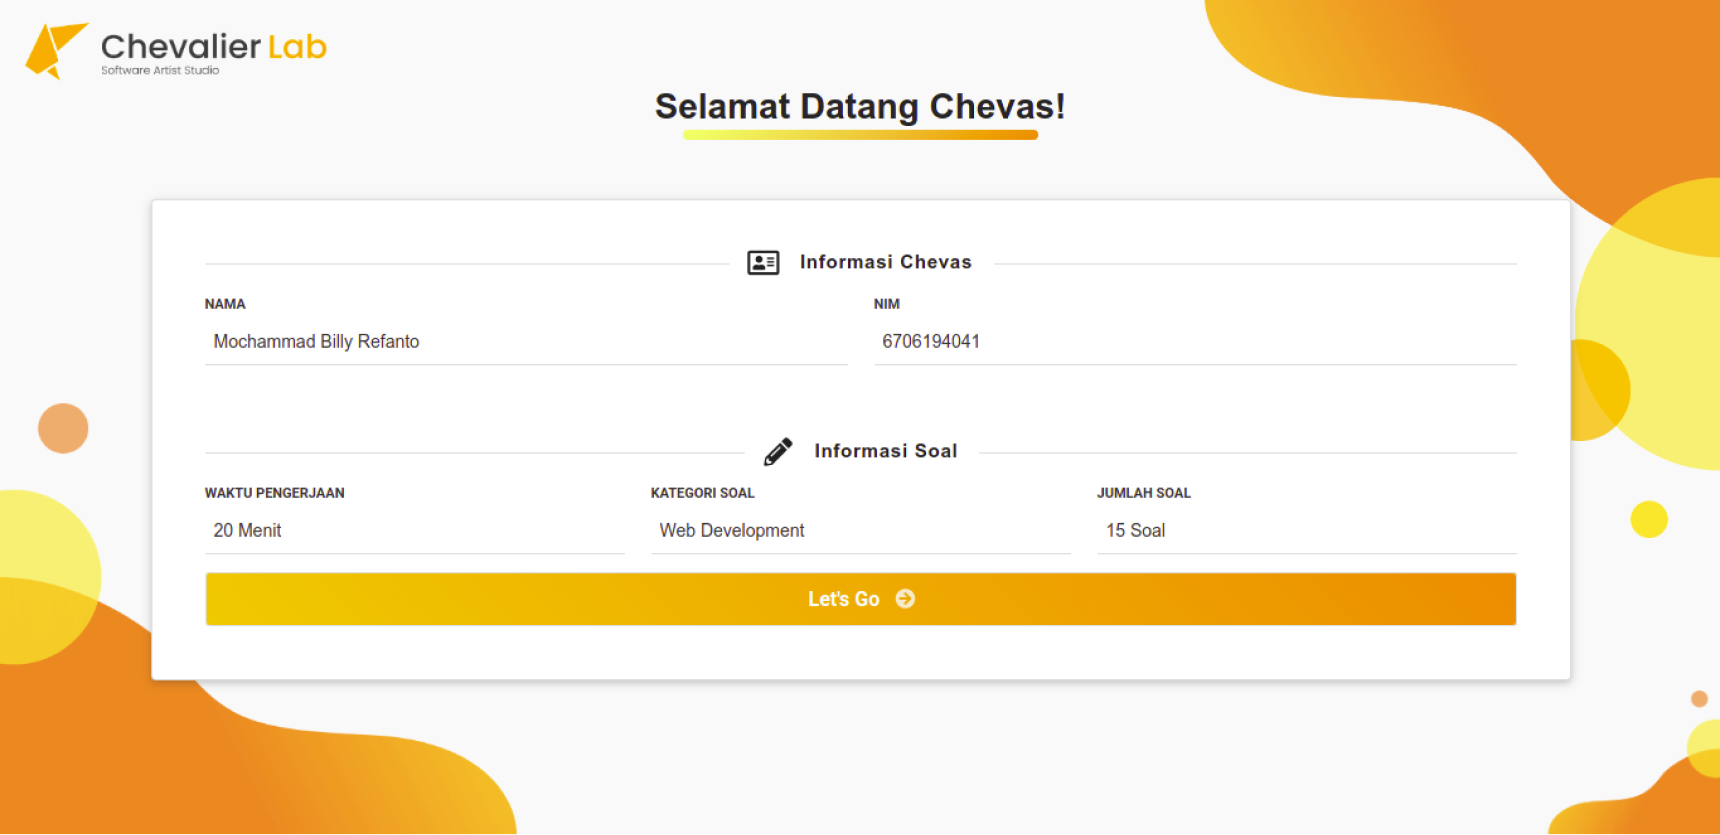 Chevalier Lab
Software Artist Studio
Selamat Datang Chevas!
Informasi Chevas
NAMA
NIM
Mochammad Billy Refanto
6706194041
Informasi Soal
WAKTU PENGERJAAN
KATEGORI SOAL
JUMLAH SOAL
20 Menit
Web Development
15 Soal
Let's Go